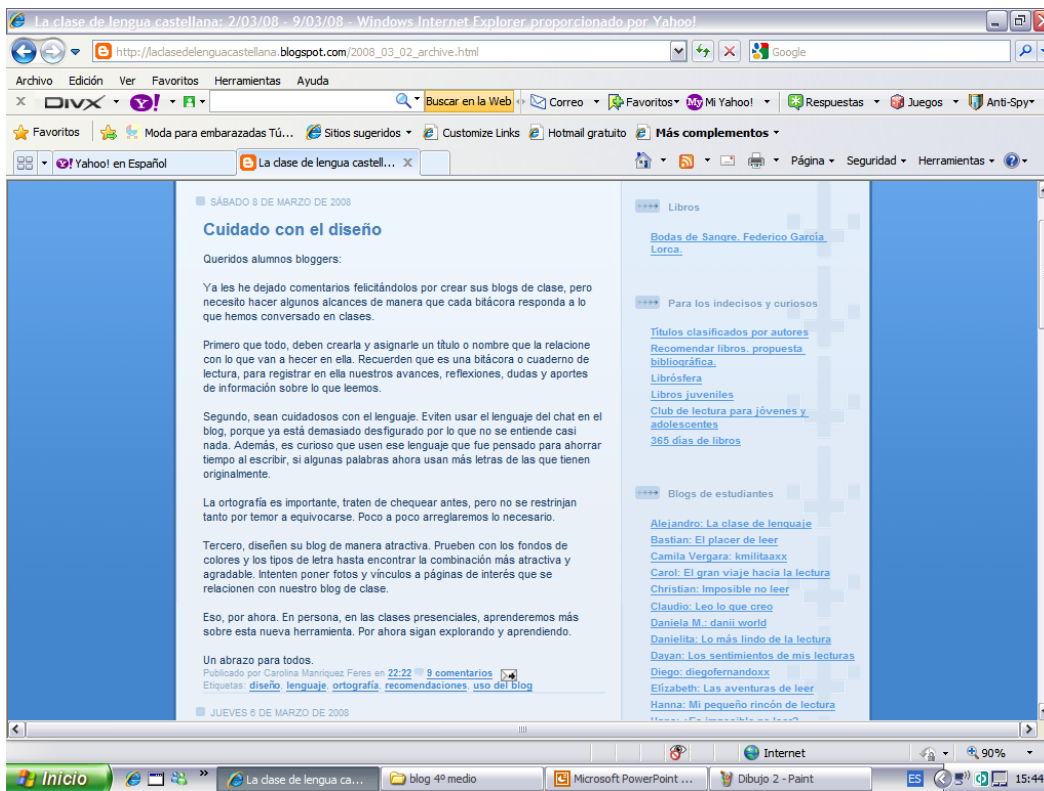 La clase de lengua castellana: 2/03/08 - 9/03/08 - Windows Internet Explorer proporcionado por Yahoo!
http://laclasedelenguacastellana.blogspot.com/2008_03_02_archive.html
Google
Archivo Edición Ver Favoritos Herramientas Ayuda
X DIVX Y! Buscar en la Web Correo Favoritos My Mi Yahoo! Respuestas Juegos Anti-Spy
Favoritos Moda para embarazadas Tú... Sitios sugeridos Customize Links Hotmail gratuito Más complementos
Y! Yahoo! en Español La clase de lengua castell... X Página Seguridad Herramientas
SÁBADO 8 DE MARZO DE 2008
Cuidado con el diseño
Queridos alumnos bloggers:
Ya les he dejado comentarios felicitándolos por crear sus blogs de clase, pero
necesito hacer algunos alcances de manera que cada bitácora responda a lo
que hemos conversado en clases.
Primero que todo, deben crearla y asignarle un título o nombre que la relacione
con lo que van a hecer en ella. Recuerden que es una bitácora o cuaderno de
lectura, para registrar en ella nuestros avances, reflexiones, dudas y aportes
de información sobre lo que leemos.
Segundo, sean cuidadosos con el lenguaje. Eviten usar el lenguaje del chat en el
blog, porque ya está demasiado desfigurado por lo que no se entiende casi
nada. Además, es curioso que usen ese lenguaje que fue pensado para ahorrar
tiempo al escribir, si algunas palabras ahora usan más letras de las que tienen
originalmente.
La ortografía es importante, traten de chequear antes, pero no se restrinjan
tanto por temor a equivocarse. Poco a poco arreglaremos lo necesario.
Tercero, diseñen su blog de manera atractiva. Prueben con los fondos de
colores y los tipos de letra hasta encontrar la combinación más atractiva y
agradable. Intenten poner fotos y vínculos a páginas de interés que se
relacionen con nuestro blog de clase.
Eso, por ahora. En persona, en las clases presenciales, aprenderemos más
sobre esta nueva herramienta. Por ahora sigan explorando y aprendiendo.
Un abrazo para todos.
Publicado por Carolina Manriquez Feres en 22:22 9 comentarios
Etiquetas: diseño, lenguaje, ortografía, recomendaciones, uso del blog
JUEVES 6 DE MARZO DE 2008
Libros
Bodas de Sangre. Federico García
Lorca.
Para los indecisos y curiosos
Títulos clasificados por autores
Recomendar libros. propuesta
bibliográfica.
Librósfera
Libros juveniles
Club de lectura para jóvenes y
adolescentes
365 días de libros
Blogs de estudiantes
Alejandro: La clase de lenguaje
Bastian: El placer de leer
Camila Vergara: kmilitaaxx
Carol: El gran viaje hacia la lectura
Christian: Imposible no leer
Claudio: Leo lo que creo
Daniela M.: danii world
Danielita: Lo más lindo de la lectura
Dayan: Los sentimientos de mis lecturas
Diego: diegofernandoxx
Elizabeth: Las aventuras de leer
Hanna: Mi pequeño rincón de lectura
Internet 90%
Inicio La clase de lengua ca... blog 4º medio Microsoft PowerPoint ... Dibujo 2 - Paint ES 15:44